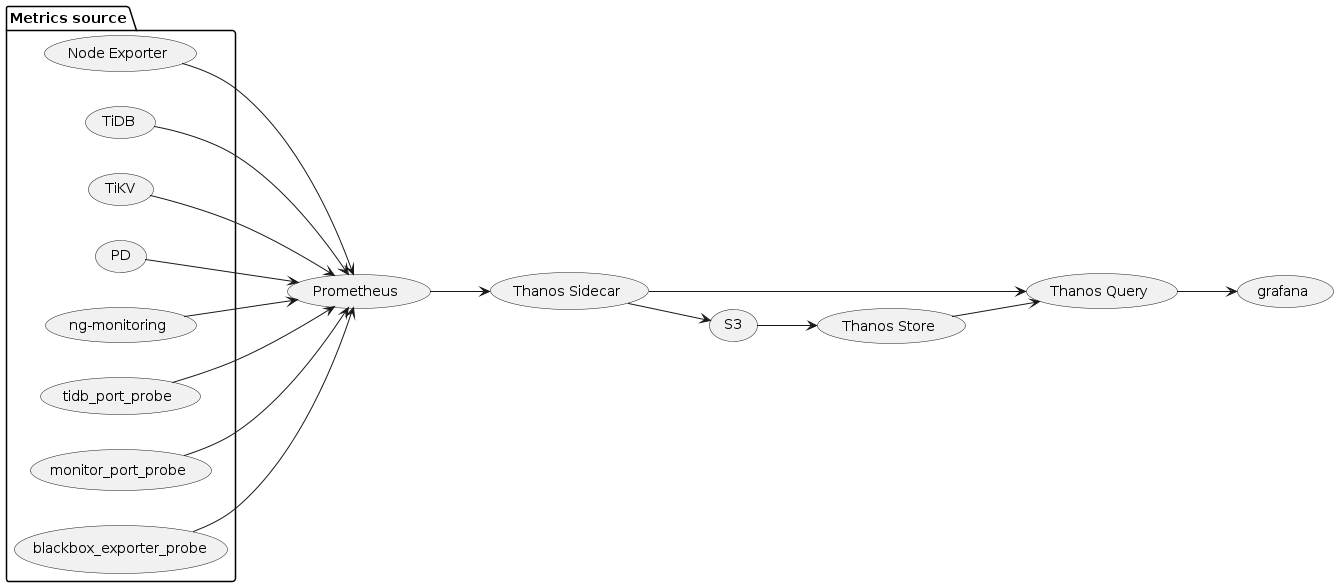 Metrics source
Node Exporter
TiDB
TiKV
PD
ng-monitoring
tidb_port_probe
monitor_port_probe
blackbox_exporter_probe
Prometheus
Thanos Sidecar
S3
Thanos Store
Thanos Query
grafana